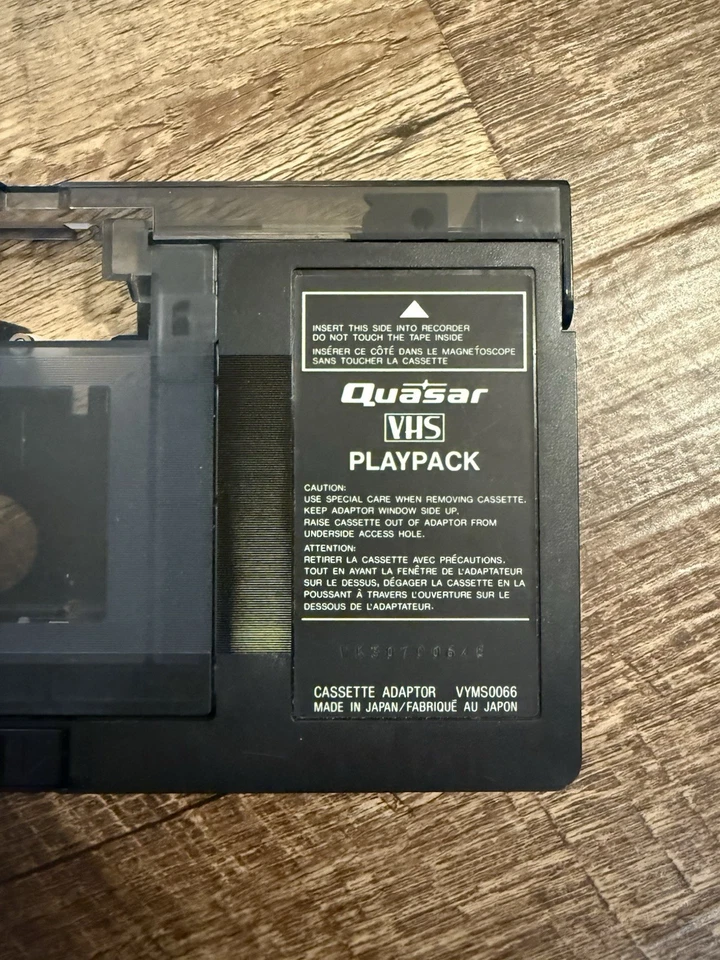 INSERT THIS SIDE INTO RECORDER
DO NOT TOUCH THE TAPE INSIDE
INSÉRER CE CÔTÉ DANS LE MAGNÉTOSCOPE
SANS TOUCHER LA CASSETTE
Quasar
VHS
PLAYPACK
CAUTION:
USE SPECIAL CARE WHEN REMOVING CASSETTE.
KEEP ADAPTOR WINDOW SIDE UP.
RAISE CASSETTE OUT OF ADAPTOR FROM
UNDERSIDE ACCESS HOLE.
ATTENTION:
RETIRER LA CASSETTE AVEC PRÉCAUTIONS.
TOUT EN AYANT LA FENÊTRE DE L'ADAPTATEUR
SUR LE DESSUS, DÉGAGER LA CASSETTE EN LA
POUSSANT À TRAVERS L'OUVERTURE SUR LE
DESSOUS DE L'ADAPTATEUR.
CASSETTE ADAPTOR VYMS0066
MADE IN JAPAN/FABRIQUÉ AU JAPON